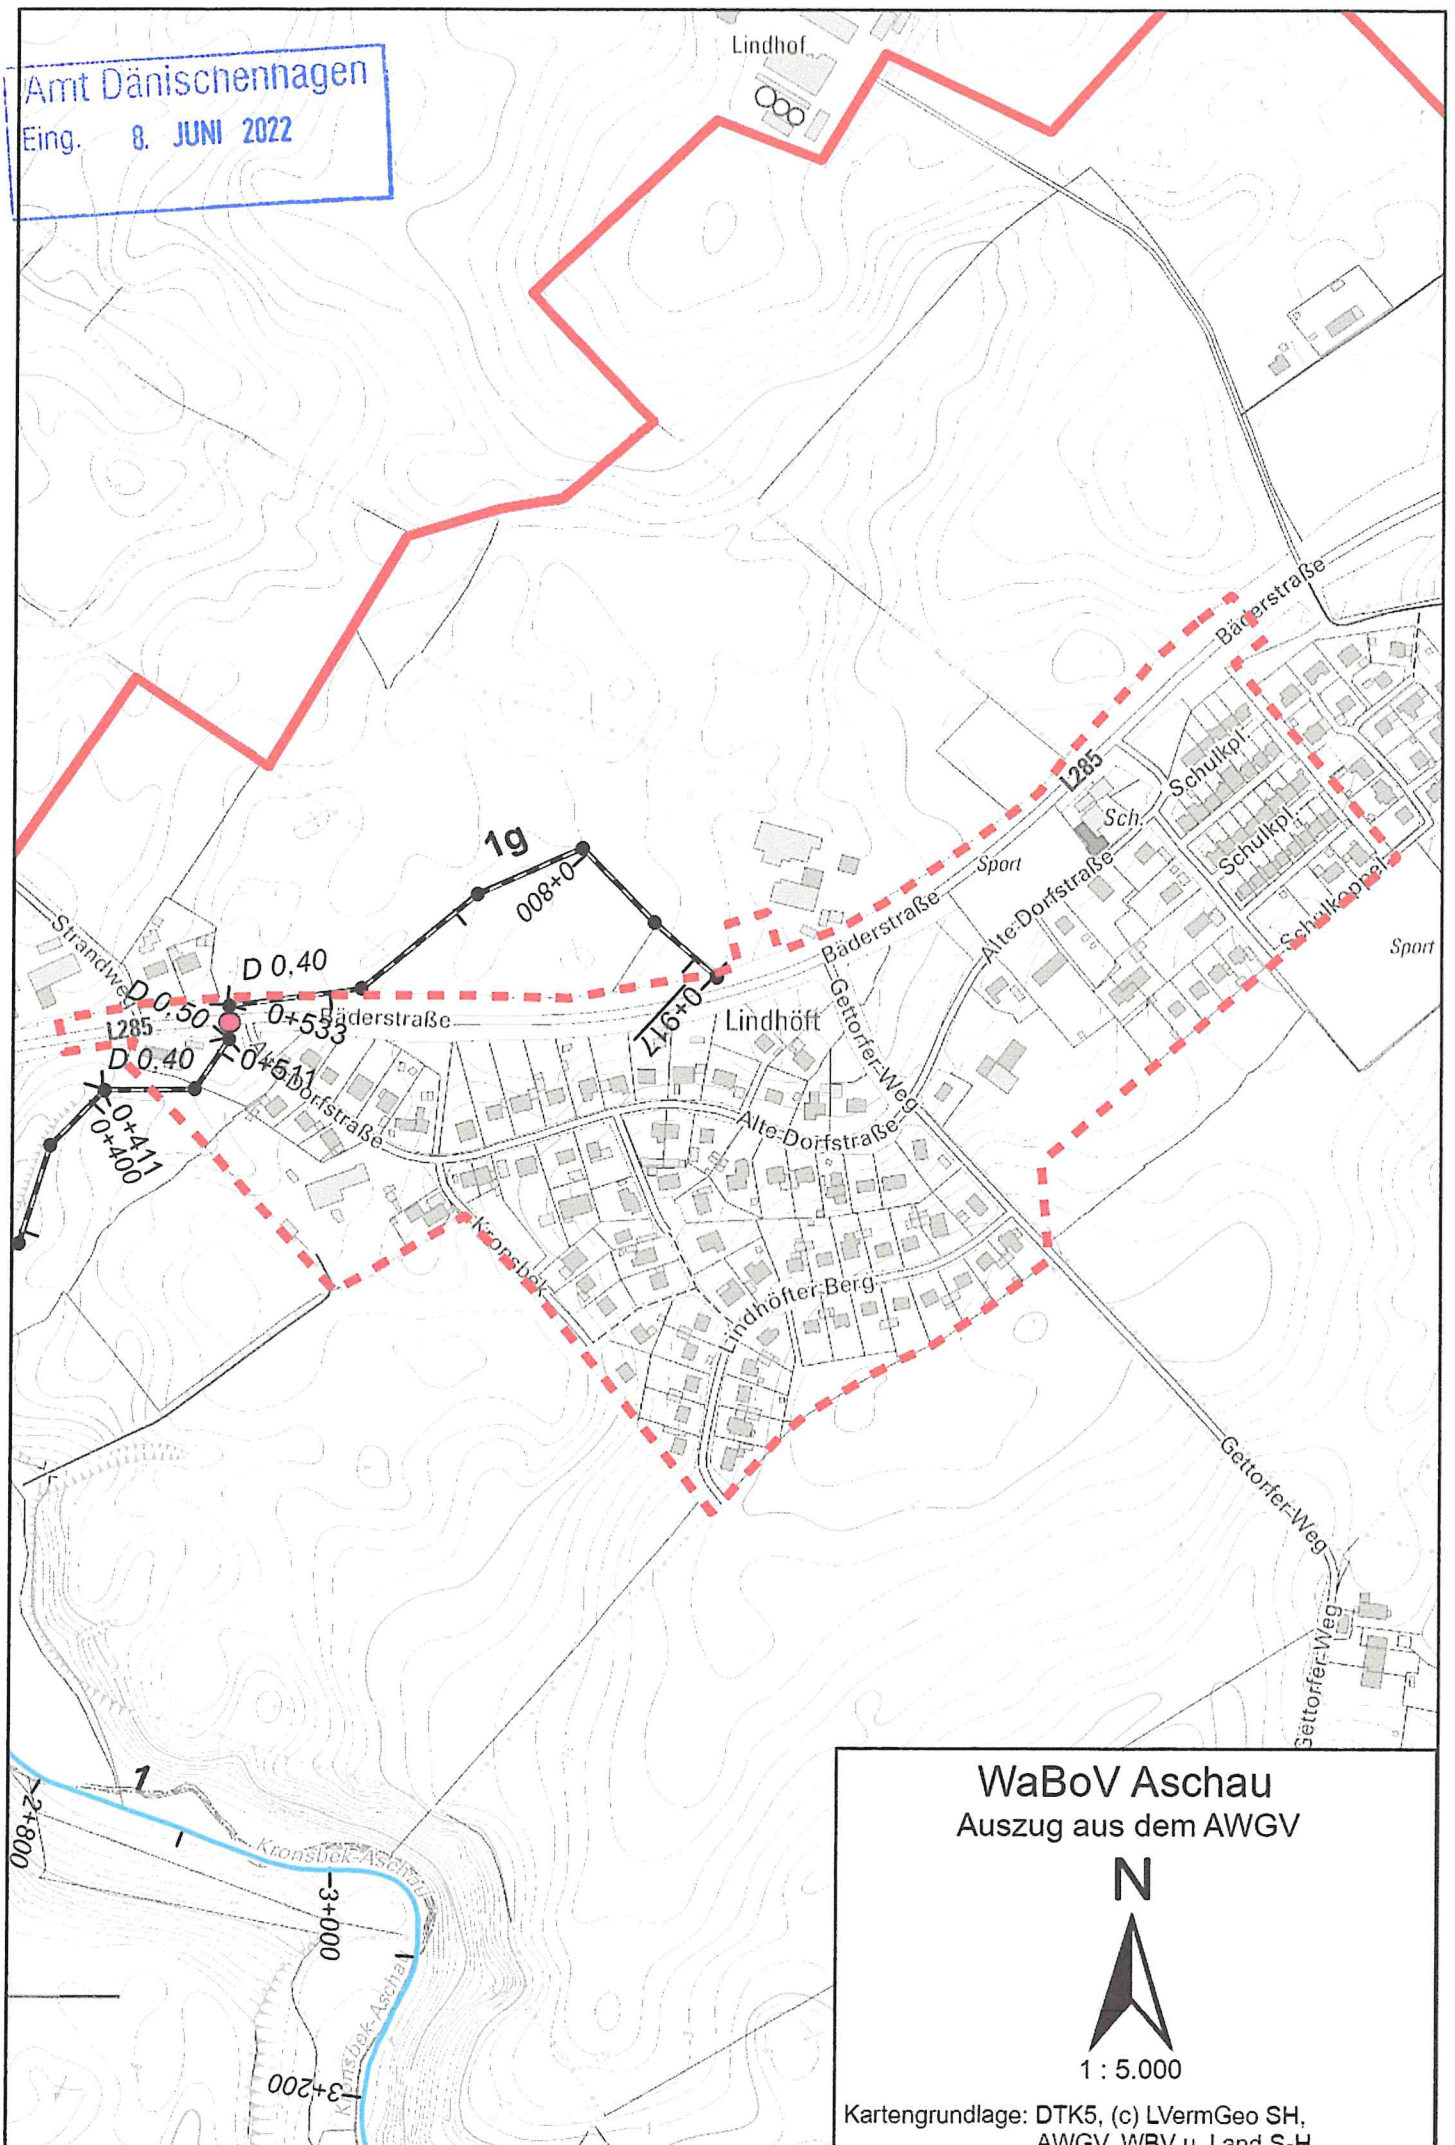 Amt Dänischenhagen
Eing. 8. JUNI 2022
Lindhof
Bäderstraße
L285
Schulkpl.
Sch.
Schulkpl.
Sport
Alte-Dorfstraße
Schulkoppel
Sport
1g
0+800
Bäderstraße
Strandweg
D 0,40
D 0,50
0+533
Bäderstraße
L285
0+917
Lindhöft
Gettorfer-Weg
D 0,40
0+511
Alte-Dorfstraße
0+411
0+400
Alte-Dorfstraße
Kronsbek
Lindhöfter-Berg
Gettorfer-Weg
Gettorfer-Weg
1
2+800
Kronsbek-Aschau
3+000
Kronsbek-Aschau
3+200
WaBoV Aschau
Auszug aus dem AWGV
N
1 : 5.000
Kartengrundlage: DTK5, (c) LVermGeo SH,
AWGV, WBV u. Land S-H